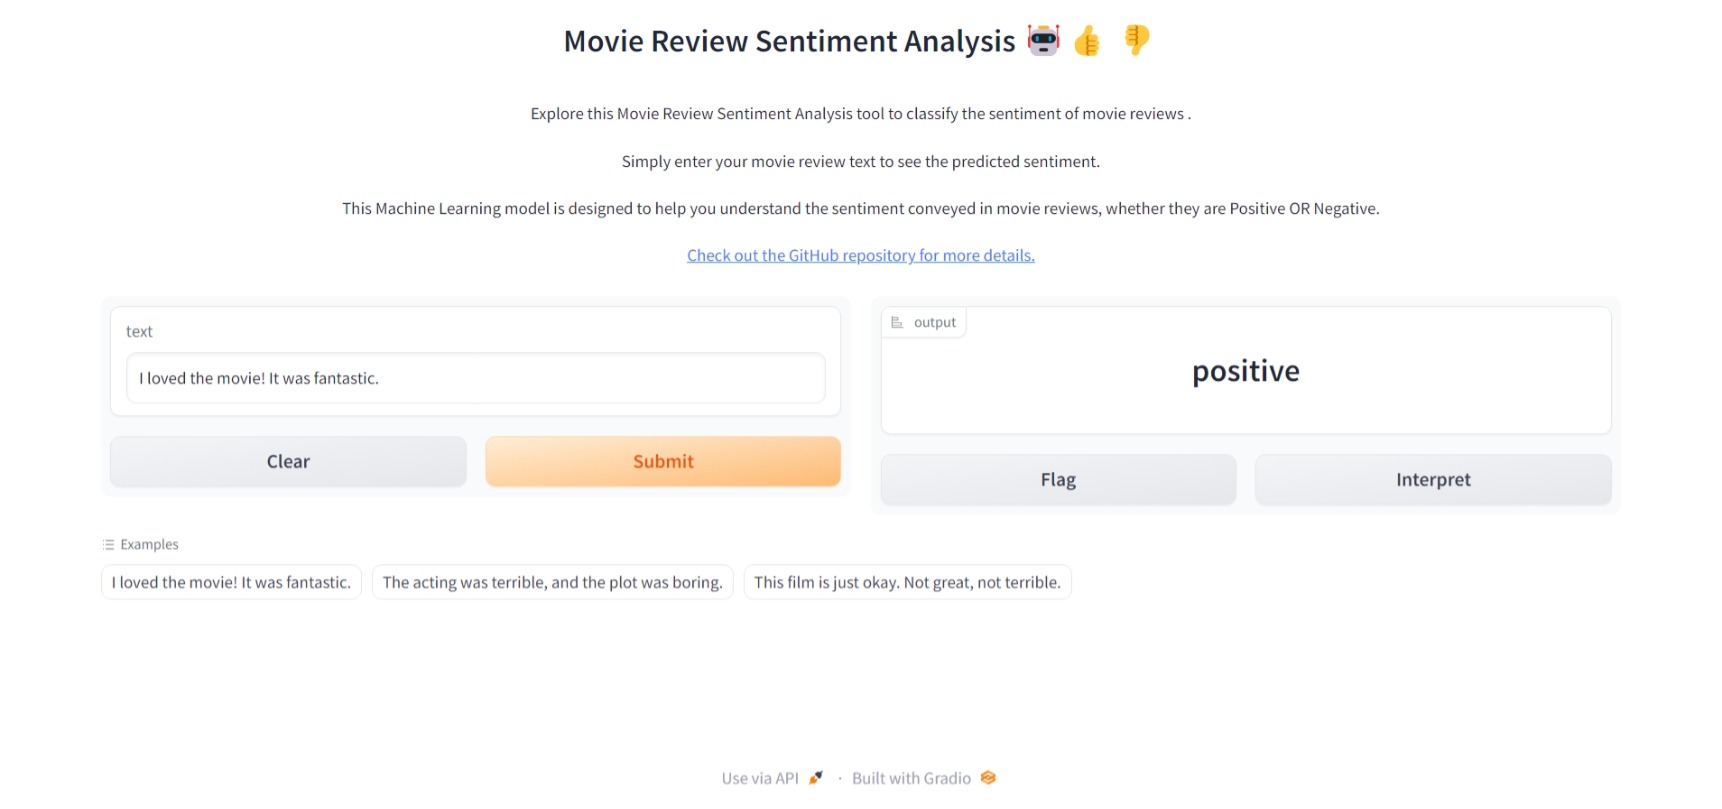 Movie Review Sentiment Analysis 🤖 👍 👎
Explore this Movie Review Sentiment Analysis tool to classify the sentiment of movie reviews .
Simply enter your movie review text to see the predicted sentiment.
This Machine Learning model is designed to help you understand the sentiment conveyed in movie reviews, whether they are Positive OR Negative.
Check out the GitHub repository for more details.
text
I loved the movie! It was fantastic.
Clear
Submit
output
positive
Flag
Interpret
Examples
I loved the movie! It was fantastic.
The acting was terrible, and the plot was boring.
This film is just okay. Not great, not terrible.
Use via API 🚀 · Built with Gradio